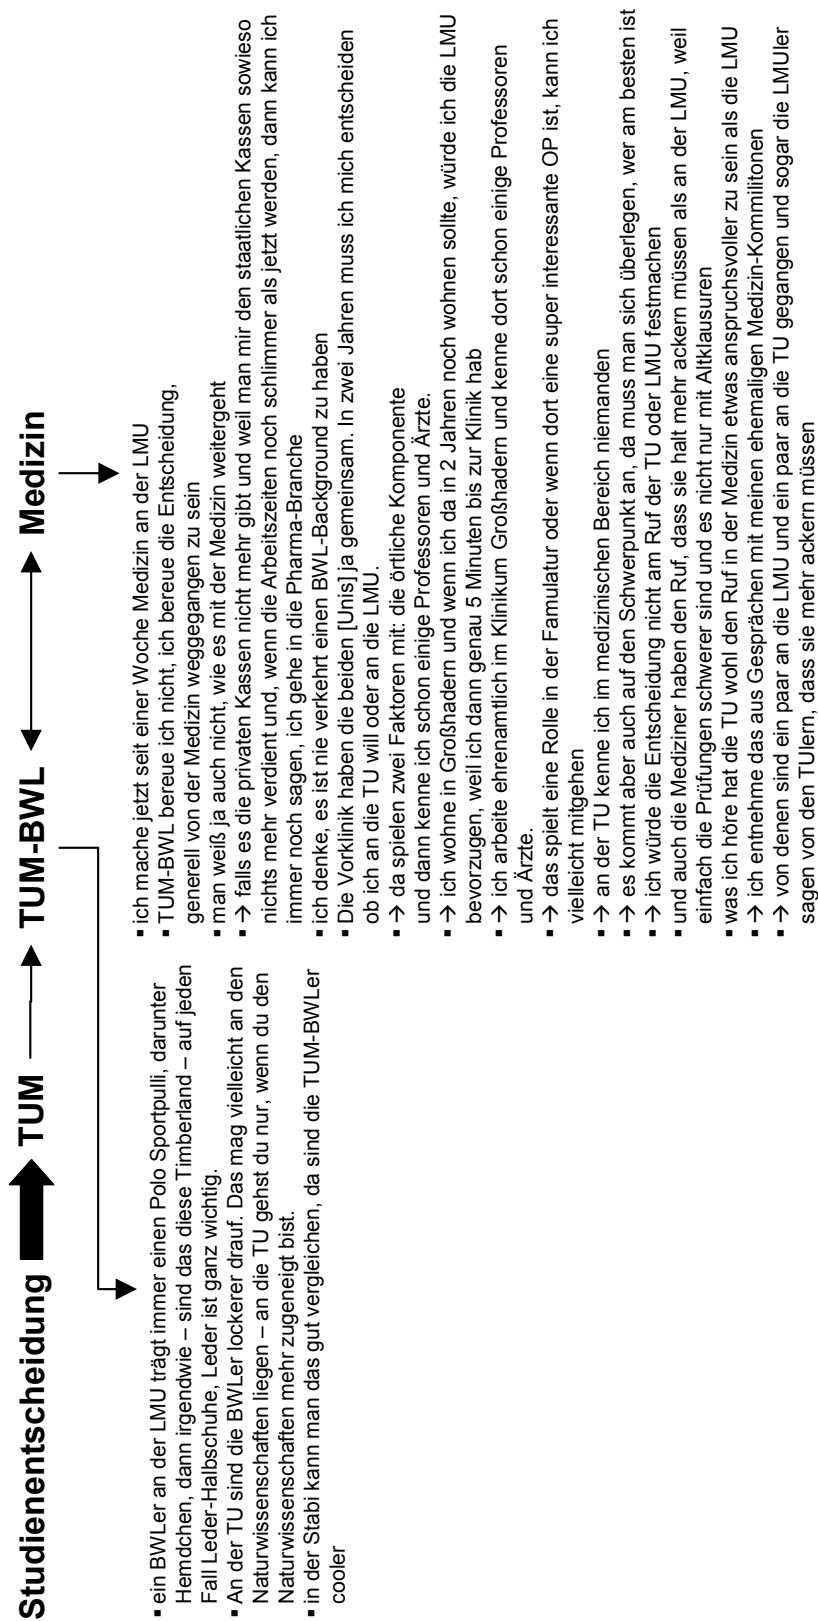 Studienentscheidung TUM TUM-BWL Medizin
▪ ein BWLer an der LMU trägt immer einen Polo Sportpulli, darunter
Hemdchen, dann irgendwie – sind das diese Timberland – auf jeden
Fall Leder-Halbschuhe, Leder ist ganz wichtig.
▪ An der TU sind die BWLer lockerer drauf. Das mag vielleicht an den
Naturwissenschaften liegen – an die TU gehst du nur, wenn du den
Naturwissenschaften mehr zugeneigt bist.
▪ in der Stabi kann man das gut vergleichen, da sind die TUM-BWLer
cooler
▪ ich mache jetzt seit einer Woche Medizin an der LMU
▪ TUM-BWL bereue ich nicht, ich bereue die Entscheidung,
generell von der Medizin weggegangen zu sein
▪ man weiß ja auch nicht, wie es mit der Medizin weitergeht
▪ → falls es die privaten Kassen nicht mehr gibt und weil man mir den staatlichen Kassen sowieso
nichts mehr verdient und, wenn die Arbeitszeiten noch schlimmer als jetzt werden, dann kann ich
immer noch sagen, ich gehe in die Pharma-Branche
▪ ich denke, es ist nie verkehrt einen BWL-Background zu haben
▪ Die Vorklinik haben die beiden [Unis] ja gemeinsam. In zwei Jahren muss ich mich entscheiden
ob ich an die TU will oder an die LMU.
▪ → da spielen zwei Faktoren mit: die örtliche Komponente
und dann kenne ich schon einige Professoren und Ärzte.
▪ → ich wohne in Großhadern und wenn ich da in 2 Jahren noch wohnen sollte, würde ich die LMU
bevorzugen, weil ich dann genau 5 Minuten bis zur Klinik hab
▪ → ich arbeite ehrenamtlich im Klinikum Großhadern und kenne dort schon einige Professoren
und Ärzte.
▪ → das spielt eine Rolle in der Famulatur oder wenn dort eine super interessante OP ist, kann ich
vielleicht mitgehen
▪ → an der TU kenne ich im medizinischen Bereich niemanden
▪ → es kommt aber auch auf den Schwerpunkt an, da muss man sich überlegen, wer am besten ist
▪ → ich würde die Entscheidung nicht am Ruf der TU oder LMU festmachen
▪ und auch die Mediziner haben den Ruf, dass sie halt mehr ackern müssen als an der LMU, weil
einfach die Prüfungen schwerer sind und es nicht nur mit Altklausuren
▪ was ich höre hat die TU wohl den Ruf in der Medizin etwas anspruchsvoller zu sein als die LMU
▪ → ich entnehme das aus Gesprächen mit meinen ehemaligen Medizin-Kommilitonen
▪ → von denen sind ein paar an die LMU und ein paar an die TU gegangen und sogar die LMUler
sagen von den TUlern, dass sie mehr ackern müssen